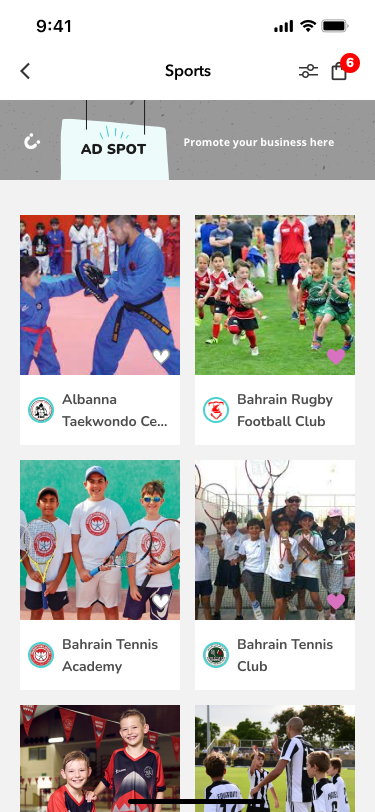 9:41
Sports
6
AD SPOT
Promote your business here
Albanna
Taekwondo Ce...
Bahrain Rugby
Football Club
Bahrain Tennis
Academy
Bahrain Tennis
Club